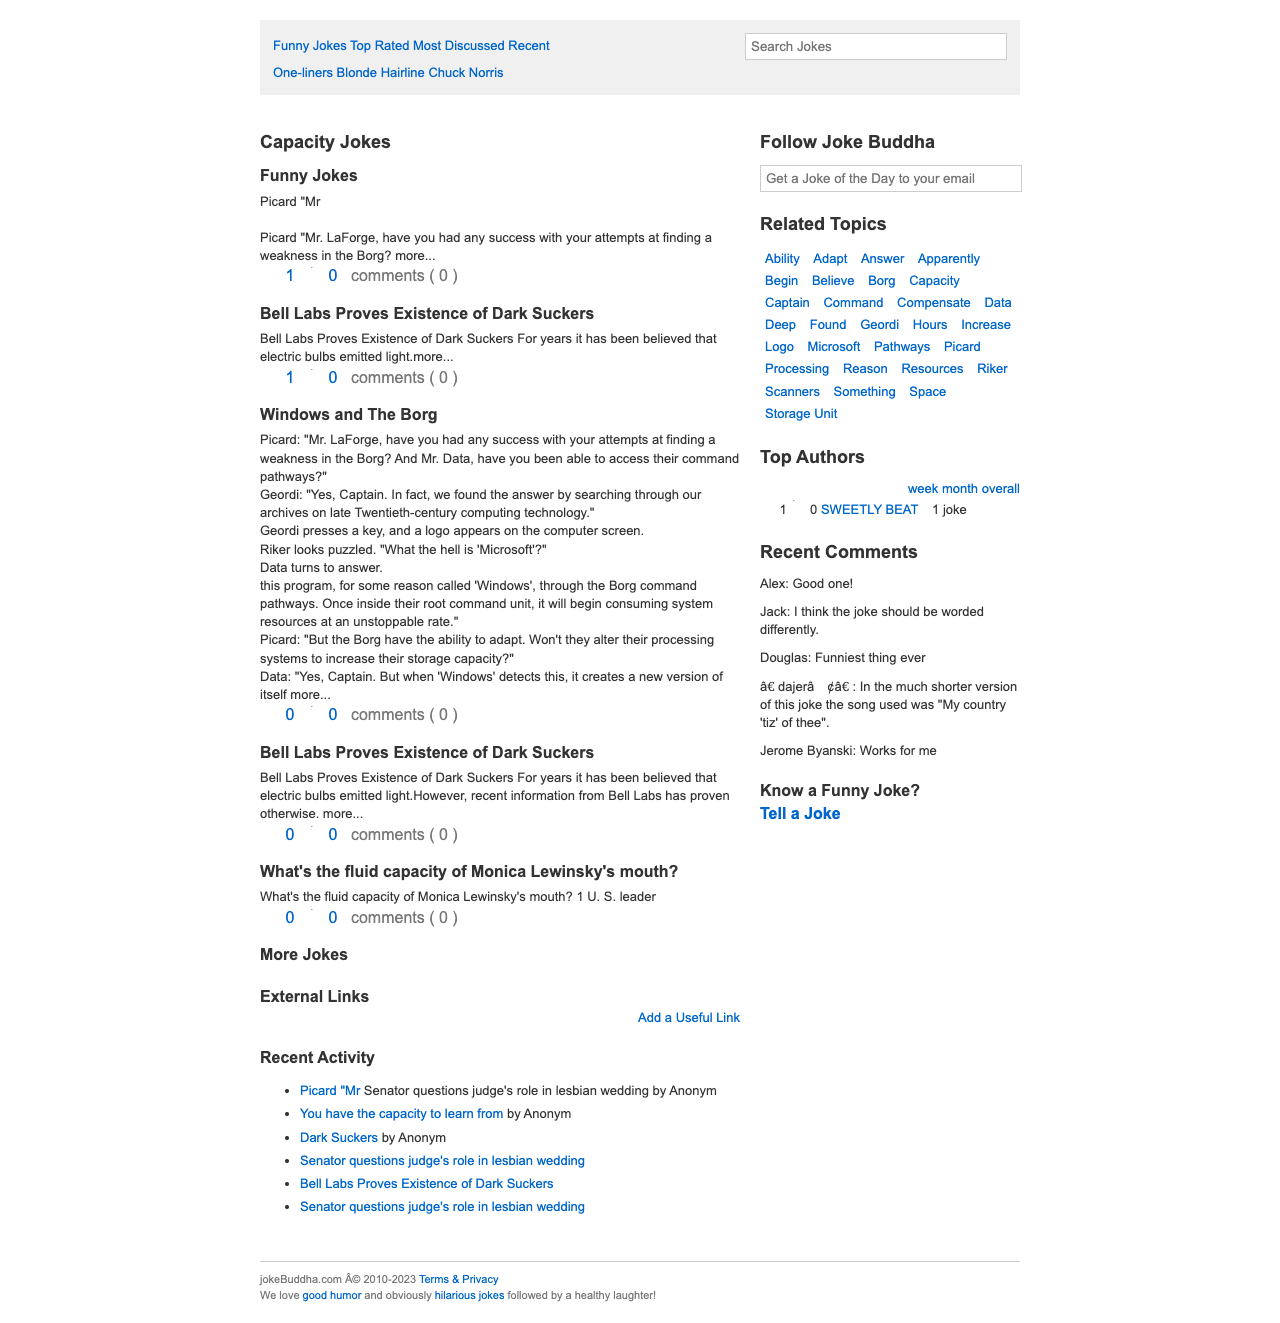 Funny Jokes Top Rated Most Discussed Recent
Search Jokes
One-liners Blonde Hairline Chuck Norris
Capacity Jokes
Funny Jokes
Picard "Mr
Picard "Mr. LaForge, have you had any success with your attempts at finding a
weakness in the Borg? more...
1 0 comments ( 0 )
Bell Labs Proves Existence of Dark Suckers
Bell Labs Proves Existence of Dark Suckers For years it has been believed that
electric bulbs emitted light.more...
1 0 comments ( 0 )
Windows and The Borg
Picard: "Mr. LaForge, have you had any success with your attempts at finding a
weakness in the Borg? And Mr. Data, have you been able to access their command
pathways?"
Geordi: "Yes, Captain. In fact, we found the answer by searching through our
archives on late Twentieth-century computing technology."
Geordi presses a key, and a logo appears on the computer screen.
Riker looks puzzled. "What the hell is 'Microsoft'?"
Data turns to answer.
this program, for some reason called 'Windows', through the Borg command
pathways. Once inside their root command unit, it will begin consuming system
resources at an unstoppable rate."
Picard: "But the Borg have the ability to adapt. Won't they alter their processing
systems to increase their storage capacity?"
Data: "Yes, Captain. But when 'Windows' detects this, it creates a new version of
itself more...
0 0 comments ( 0 )
Bell Labs Proves Existence of Dark Suckers
Bell Labs Proves Existence of Dark Suckers For years it has been believed that
electric bulbs emitted light.However, recent information from Bell Labs has proven
otherwise. more...
0 0 comments ( 0 )
What's the fluid capacity of Monica Lewinsky's mouth?
What's the fluid capacity of Monica Lewinsky's mouth? 1 U. S. leader
0 0 comments ( 0 )
More Jokes
External Links
Add a Useful Link
Recent Activity
• Picard "Mr Senator questions judge's role in lesbian wedding by Anonym
• You have the capacity to learn from by Anonym
• Dark Suckers by Anonym
• Senator questions judge's role in lesbian wedding
• Bell Labs Proves Existence of Dark Suckers
• Senator questions judge's role in lesbian wedding
Follow Joke Buddha
Get a Joke of the Day to your email
Related Topics
Ability Adapt Answer Apparently
Begin Believe Borg Capacity
Captain Command Compensate Data
Deep Found Geordi Hours Increase
Logo Microsoft Pathways Picard
Processing Reason Resources Riker
Scanners Something Space
Storage Unit
Top Authors
week month overall
1 0 SWEETLY BEAT 1 joke
Recent Comments
Alex: Good one!
Jack: I think the joke should be worded
differently.
Douglas: Funniest thing ever
â€ dajerâ ¢â€ : In the much shorter version
of this joke the song used was "My country
'tiz' of thee".
Jerome Byanski: Works for me
Know a Funny Joke?
Tell a Joke
jokeBuddha.com Â© 2010-2023 Terms & Privacy
We love good humor and obviously hilarious jokes followed by a healthy laughter!